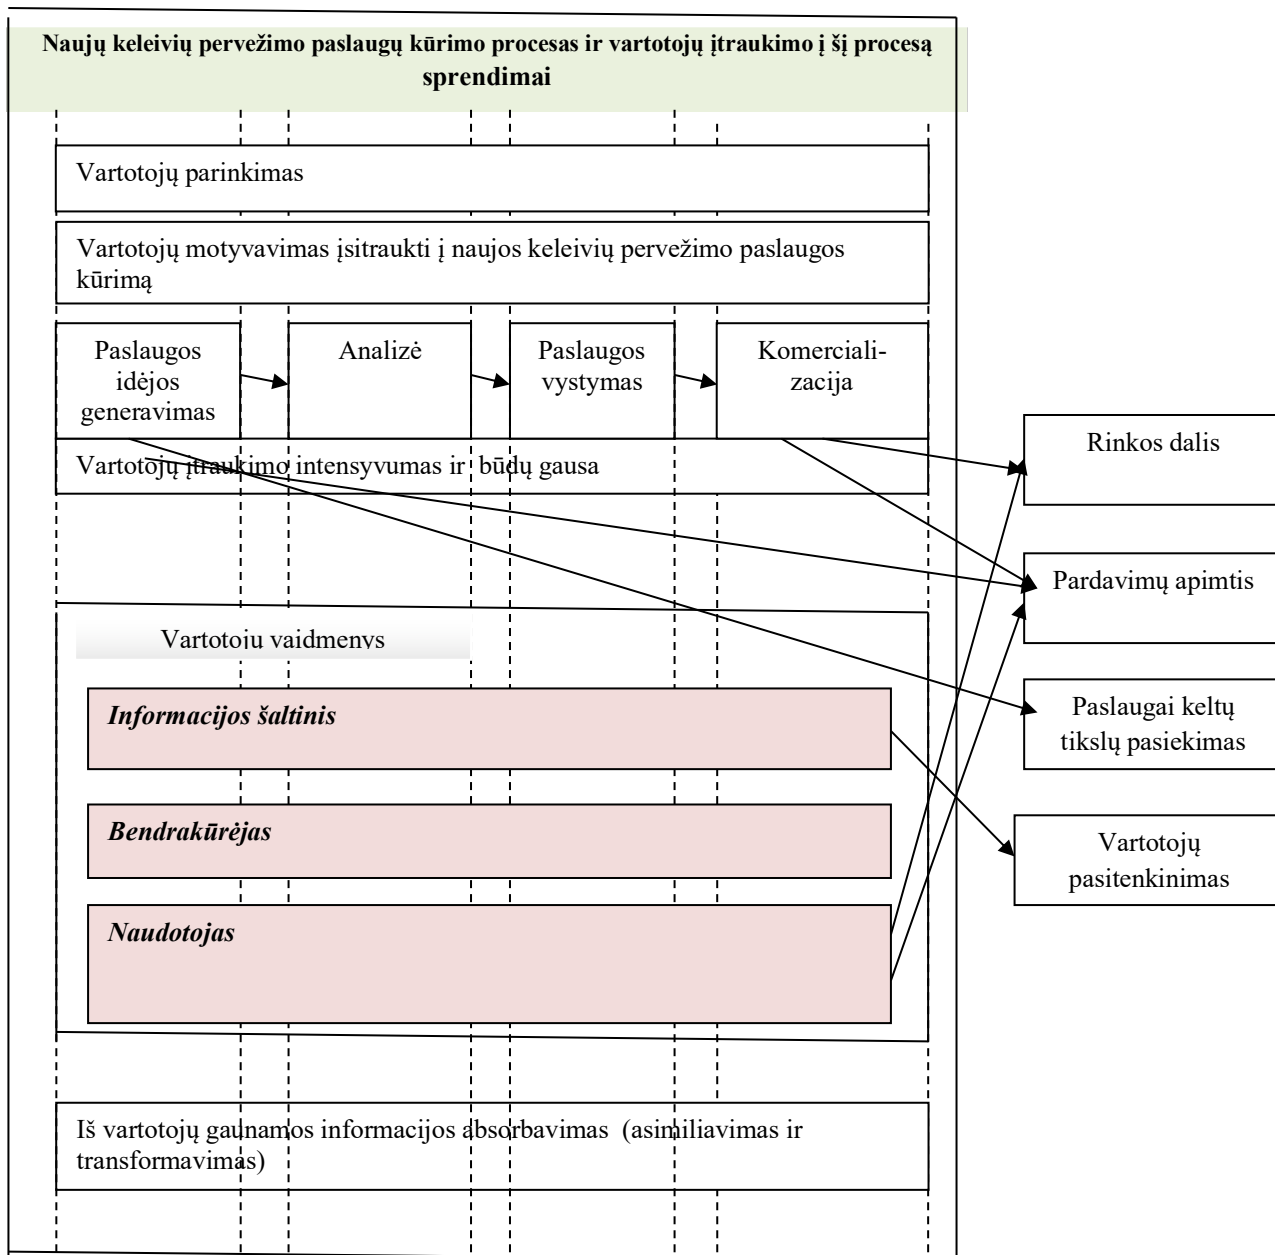 Naujų keleivių pervežimo paslaugų kūrimo procesas ir vartotojų įtraukimo į šį procesą
sprendimai
Vartotojų parinkimas
Vartotojų motyvavimas įsitraukti į naujos keleivių pervežimo paslaugos
kūrimą
Paslaugos
idėjos
generavimas
Analizė
Paslaugos
vystymas
Komerciali-
zacija
Vartotojų įtraukimo intensyvumas ir būdų gausa
Rinkos dalis
Pardavimų apimtis
Paslaugai keltų
tikslų pasiekimas
Vartotojų
pasitenkinimas
Vartotojų vaidmenys
Informacijos šaltinis
Bendrakūrėjas
Naudotojas
Iš vartotojų gaunamos informacijos absorbavimas (asimiliavimas ir
transformavimas)